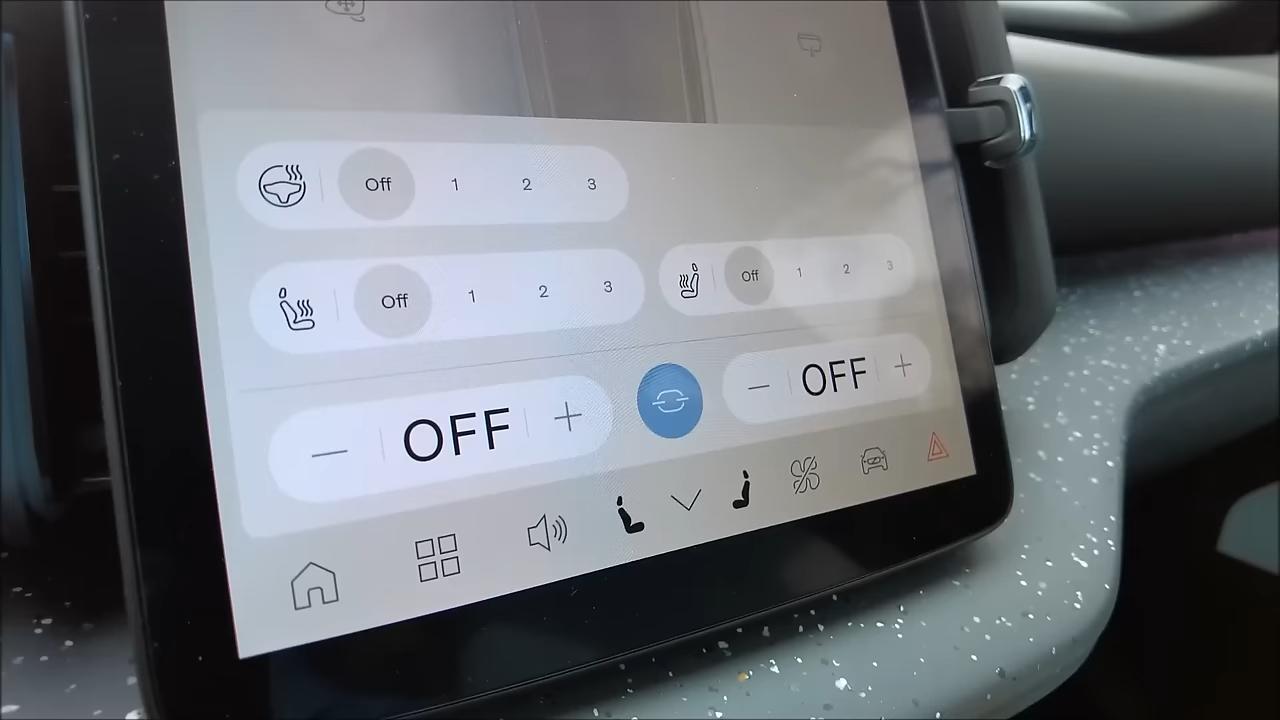 Off 1 2 3
Off 1 2 3 Off 1 2 3
— OFF + — OFF +